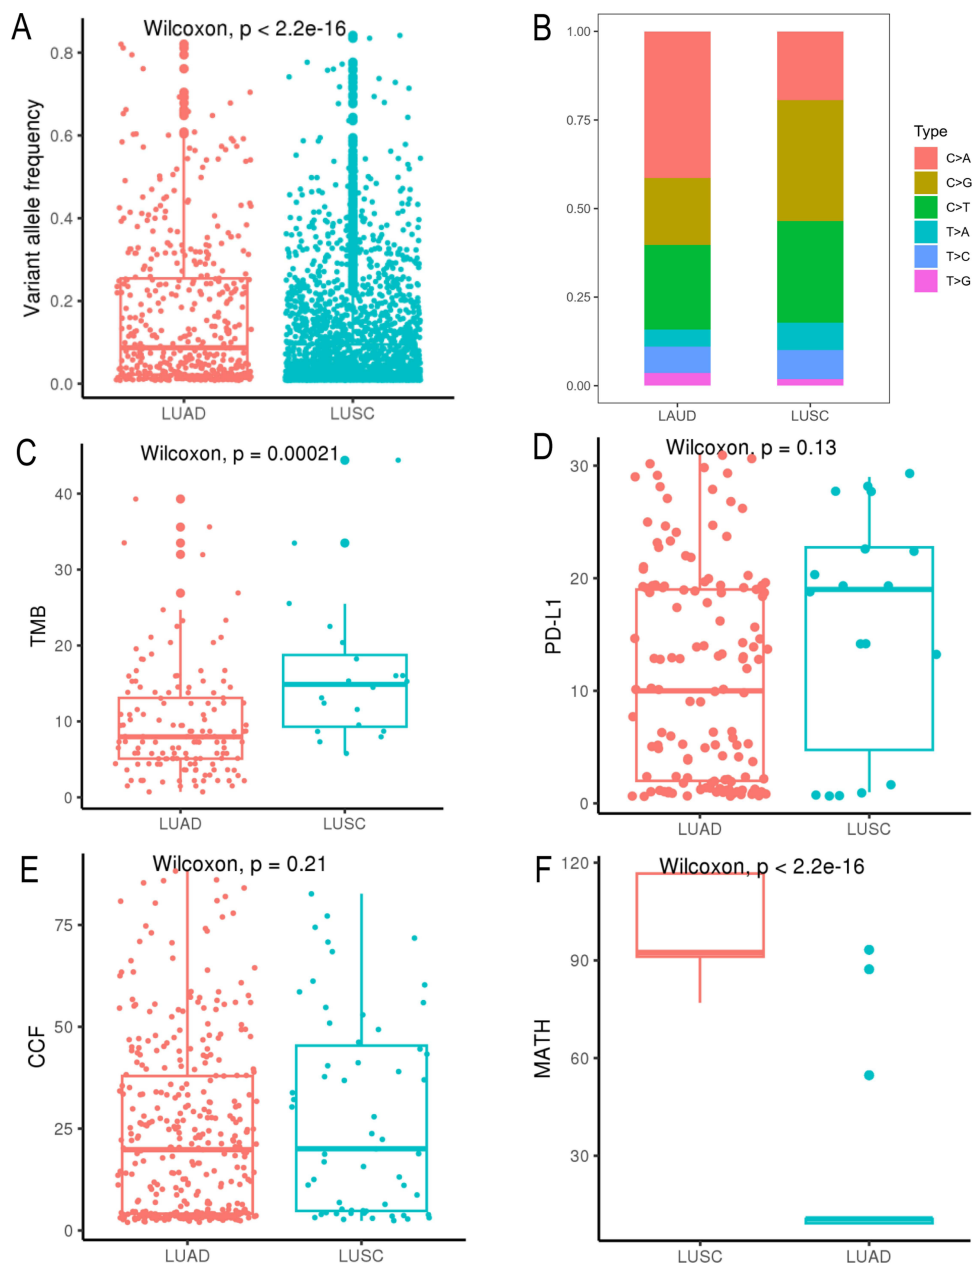 A
Wilcoxon, p < 2.2e-16
Variant allele frequency
0.8
0.6
0.4
0.2
0.0
LUAD
LUSC
B
1.00
0.75
0.50
0.25
0.00
LAUD
LUSC
Type
C>A
C>G
C>T
T>A
T>C
T>G
C
Wilcoxon, p = 0.00021
TMB
40
30
20
10
0
LUAD
LUSC
D
Wilcoxon, p = 0.13
PD-L1
30
20
10
0
LUAD
LUSC
E
Wilcoxon, p = 0.21
CCF
75
50
25
0
LUAD
LUSC
F
Wilcoxon, p < 2.2e-16
MATH
120
90
60
30
LUSC
LUAD